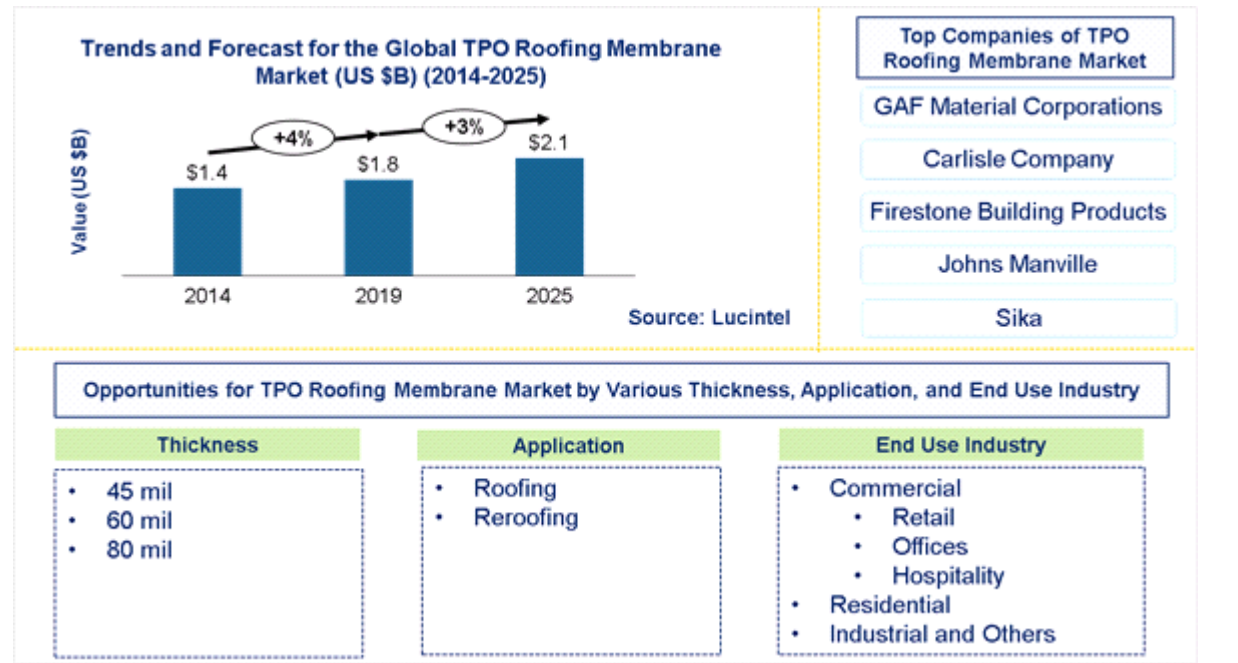 Trends and Forecast for the Global TPO Roofing Membrane
Market (US $B) (2014-2025)
Value (US $B)
+4%
+3%
$1.4
$1.8
$2.1
2014
2019
2025
Source: Lucintel
Top Companies of TPO
Roofing Membrane Market
GAF Material Corporations
Carlisle Company
Firestone Building Products
Johns Manville
Sika
Opportunities for TPO Roofing Membrane Market by Various Thickness, Application, and End Use Industry
Thickness
• 45 mil
• 60 mil
• 80 mil
Application
• Roofing
• Reroofing
End Use Industry
• Commercial
• Retail
• Offices
• Hospitality
• Residential
• Industrial and Others